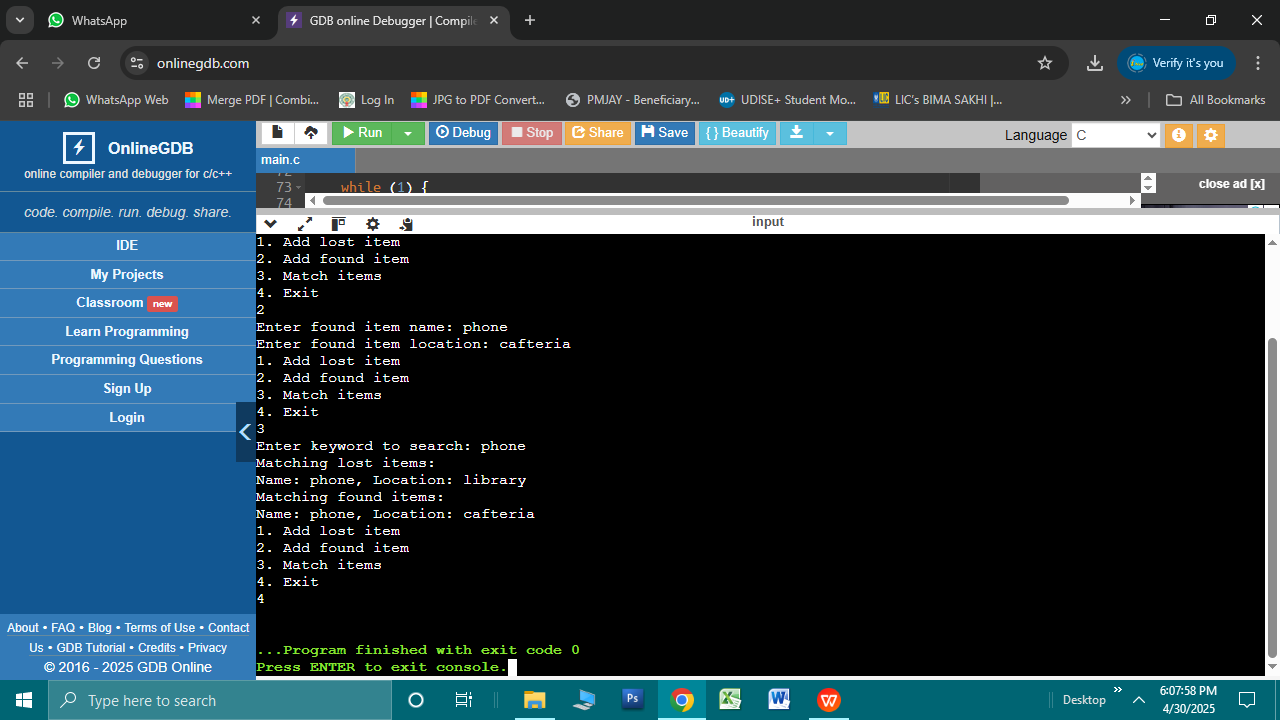 WhatsApp
GDB online Debugger | Compile
onlinegdb.com
Verify it's you
WhatsApp Web
Merge PDF | Combi...
Log In
JPG to PDF Convert...
PMJAY - Beneficiary...
UDISE+ Student Mo...
LIC's BIMA SAKHI |...
»
All Bookmarks
OnlineGDB
online compiler and debugger for c/c++
code. compile. run. debug. share.
IDE
My Projects
Classroom new
Learn Programming
Programming Questions
Sign Up
Login
About • FAQ • Blog • Terms of Use • Contact
Us • GDB Tutorial • Credits • Privacy
© 2016 - 2025 GDB Online
Run
Debug
Stop
Share
Save
{ } Beautify
Language C
main.c
72
73 while (1) {
74
close ad [x]
input
1. Add lost item
2. Add found item
3. Match items
4. Exit
2
Enter found item name: phone
Enter found item location: cafteria
1. Add lost item
2. Add found item
3. Match items
4. Exit
3
Enter keyword to search: phone
Matching lost items:
Name: phone, Location: library
Matching found items:
Name: phone, Location: cafteria
1. Add lost item
2. Add found item
3. Match items
4. Exit
4
...Program finished with exit code 0
Press ENTER to exit console.
Type here to search
Ps
Desktop »
6:07:58 PM
4/30/2025